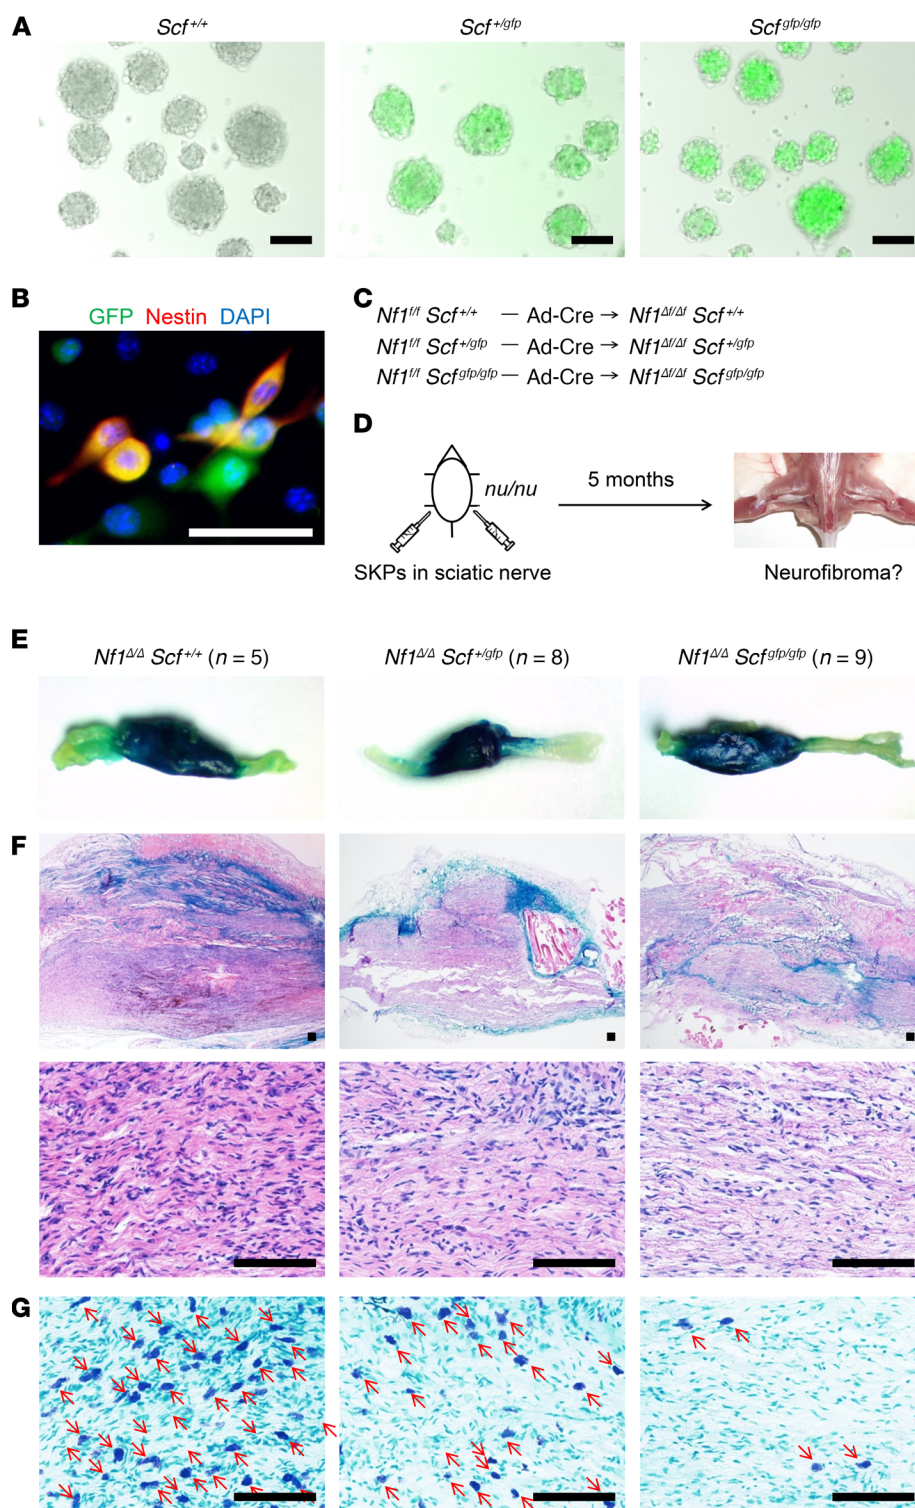 A
Scf+/+ Scf+/gfp Scfgfp/gfp
B
GFP Nestin DAPI
C
Nf1f/f Scf+/+ — Ad-Cre → Nf1Δf/Δf Scf+/+
Nf1f/f Scf+/gfp — Ad-Cre → Nf1Δf/Δf Scf+/gfp
Nf1f/f Scfgfp/gfp — Ad-Cre → Nf1Δf/Δf Scfgfp/gfp
D
nu/nu
5 months
SKPs in sciatic nerve
Neurofibroma?
E
Nf1Δ/Δ Scf+/+ (n = 5) Nf1Δ/Δ Scf+/gfp (n = 8) Nf1Δ/Δ Scfgfp/gfp (n = 9)
F
G